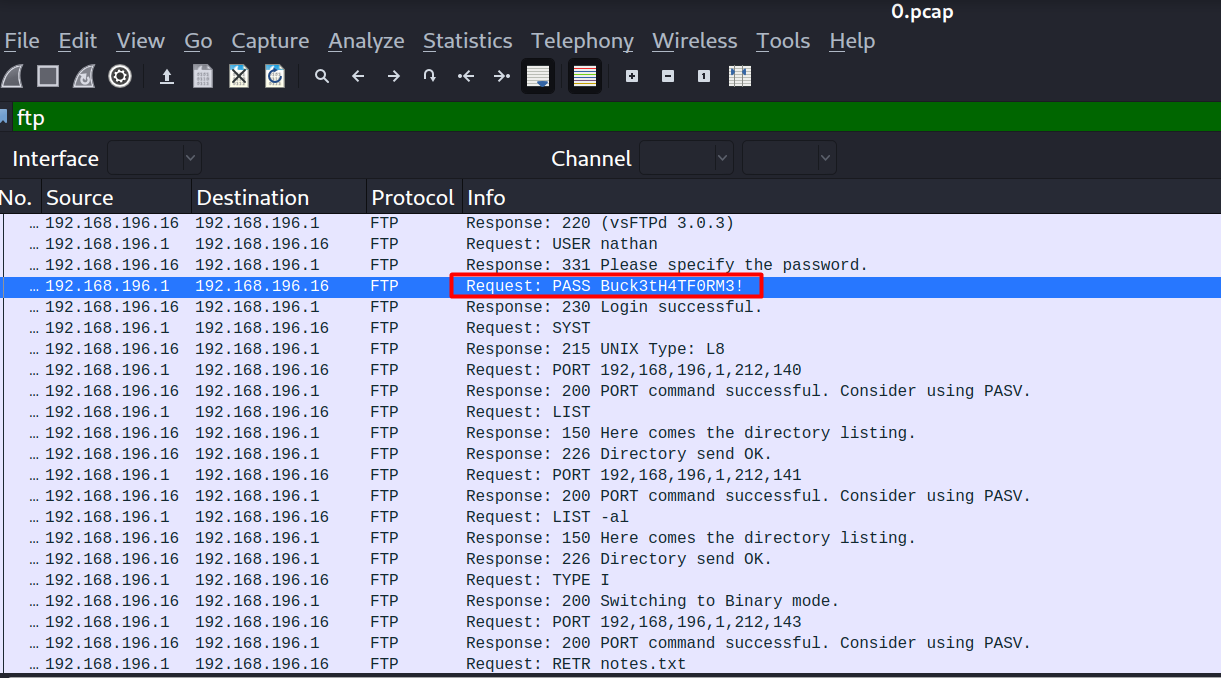 0.pcap
File Edit View Go Capture Analyze Statistics Telephony Wireless Tools Help
ftp
Interface Channel
No. Source Destination Protocol Info
… 192.168.196.16 192.168.196.1 FTP Response: 220 (vsFTPd 3.0.3)
… 192.168.196.1 192.168.196.16 FTP Request: USER nathan
… 192.168.196.16 192.168.196.1 FTP Response: 331 Please specify the password.
… 192.168.196.1 192.168.196.16 FTP Request: PASS Buck3tH4TF0RM3!
… 192.168.196.16 192.168.196.1 FTP Response: 230 Login successful.
… 192.168.196.1 192.168.196.16 FTP Request: SYST
… 192.168.196.16 192.168.196.1 FTP Response: 215 UNIX Type: L8
… 192.168.196.1 192.168.196.16 FTP Request: PORT 192,168,196,1,212,140
… 192.168.196.16 192.168.196.1 FTP Response: 200 PORT command successful. Consider using PASV.
… 192.168.196.1 192.168.196.16 FTP Request: LIST
… 192.168.196.16 192.168.196.1 FTP Response: 150 Here comes the directory listing.
… 192.168.196.16 192.168.196.1 FTP Response: 226 Directory send OK.
… 192.168.196.1 192.168.196.16 FTP Request: PORT 192,168,196,1,212,141
… 192.168.196.16 192.168.196.1 FTP Response: 200 PORT command successful. Consider using PASV.
… 192.168.196.1 192.168.196.16 FTP Request: LIST -al
… 192.168.196.16 192.168.196.1 FTP Response: 150 Here comes the directory listing.
… 192.168.196.16 192.168.196.1 FTP Response: 226 Directory send OK.
… 192.168.196.1 192.168.196.16 FTP Request: TYPE I
… 192.168.196.16 192.168.196.1 FTP Response: 200 Switching to Binary mode.
… 192.168.196.1 192.168.196.16 FTP Request: PORT 192,168,196,1,212,143
… 192.168.196.16 192.168.196.1 FTP Response: 200 PORT command successful. Consider using PASV.
… 192.168.196.1 192.168.196.16 FTP Request: RETR notes.txt